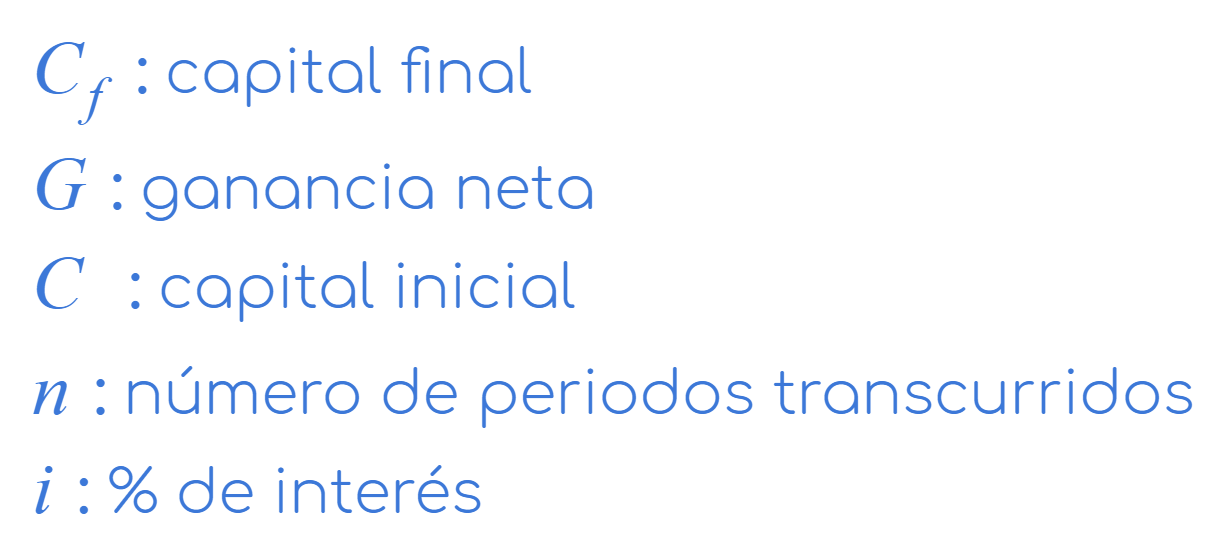 C_f : capital final
G : ganancia neta
C : capital inicial
n : número de periodos transcurridos
i : % de interés